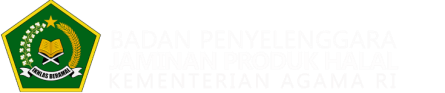 IKHLAS BERAMAL
BADAN PENYELENGGARA
JAMINAN PRODUK HALAL
KEMENTERIAN AGAMA RI